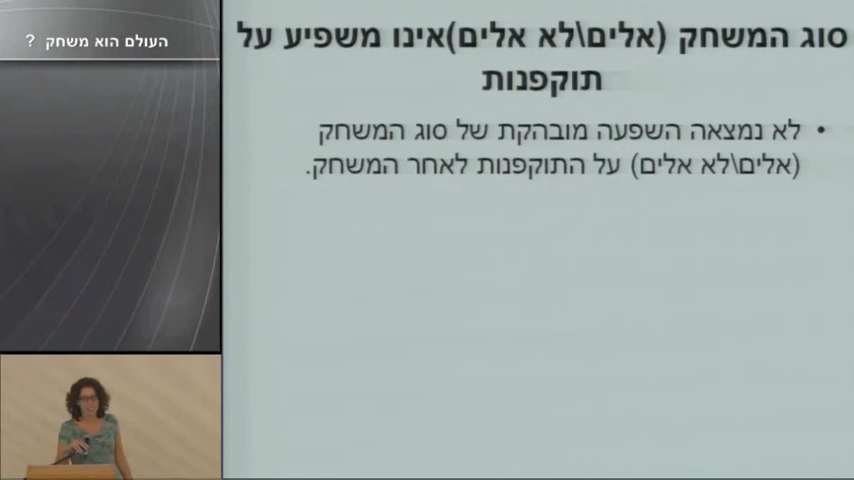 העולם הוא משחק ?
סוג המשחק (אלים\לא אלים)אינו משפיע על
תוקפנות
• לא נמצאה השפעה מובהקת של סוג המשחק
(אלים\לא אלים) על התוקפנות לאחר המשחק.